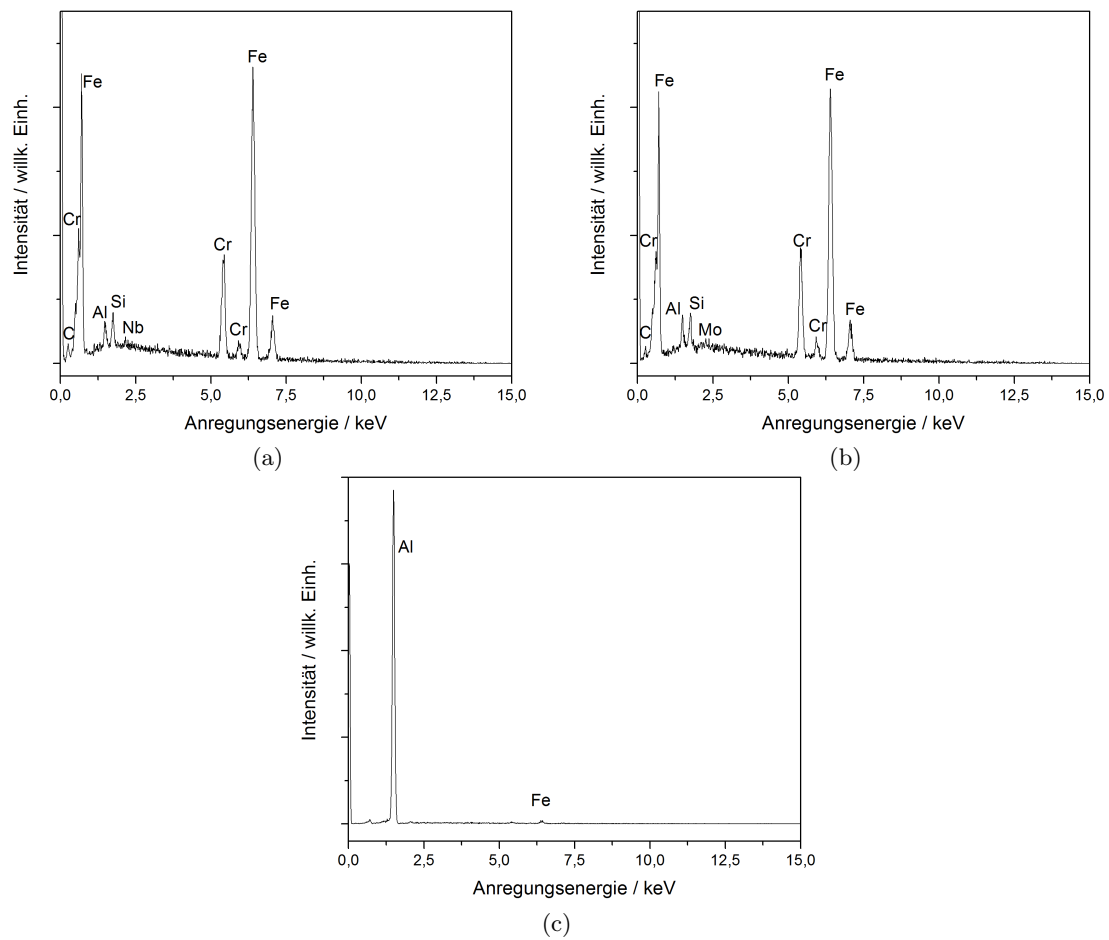 Intensität / willk. Einh.
Fe
Fe
Cr
Cr
C
Al
Si
Nb
Cr
Fe
0,0 2,5 5,0 7,5 10,0 12,5 15,0
Anregungsenergie / keV
(a)
Intensität / willk. Einh.
Fe
Fe
Cr
Cr
C
Al
Si
Mo
Cr
Fe
0,0 2,5 5,0 7,5 10,0 12,5 15,0
Anregungsenergie / keV
(b)
Intensität / willk. Einh.
Al
Fe
0,0 2,5 5,0 7,5 10,0 12,5 15,0
Anregungsenergie / keV
(c)